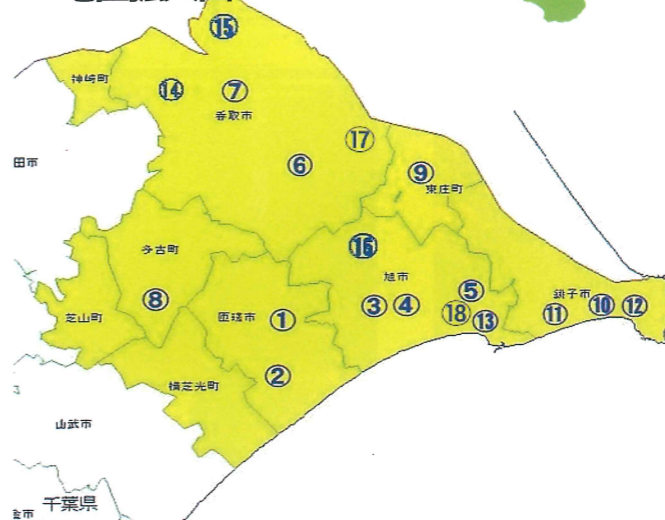 ⑮
神崎町
⑭
⑦
香取市
⑰
田市
⑥
⑨
東庄町
多古町
⑯
旭市
⑧
芝山町
匝瑳市
①
③
④
⑤
⑱
⑬
銚子市
⑪
⑩
⑫
②
横芝光町
山武市
千葉県
金市